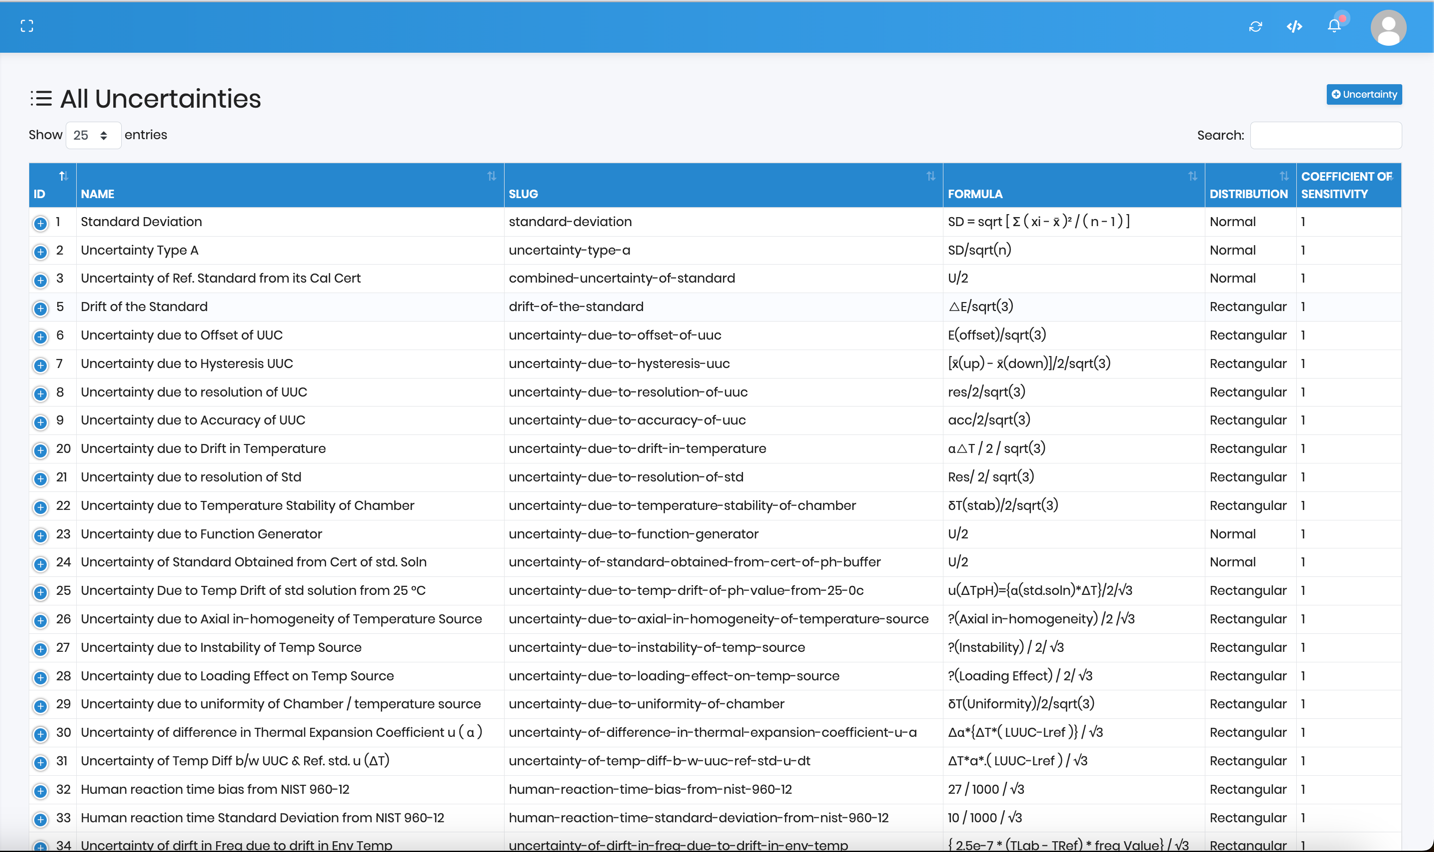 All Uncertainties
Uncertainty
Show 25 entries
Search:
ID NAME SLUG FORMULA DISTRIBUTION COEFFICIENT OF SENSITIVITY
1 Standard Deviation standard-deviation SD = sqrt [ Σ ( xi - x̄ )² / ( n - 1 ) ] Normal 1
2 Uncertainty Type A uncertainty-type-a SD/sqrt(n) Normal 1
3 Uncertainty of Ref. Standard from its Cal Cert combined-uncertainty-of-standard U/2 Normal 1
5 Drift of the Standard drift-of-the-standard △E/sqrt(3) Rectangular 1
6 Uncertainty due to Offset of UUC uncertainty-due-to-offset-of-uuc E(offset)/sqrt(3) Rectangular 1
7 Uncertainty due to Hysteresis UUC uncertainty-due-to-hysteresis-uuc [x̄(up) - x̄(down)]/2/sqrt(3) Rectangular 1
8 Uncertainty due to resolution of UUC uncertainty-due-to-resolution-of-uuc res/2/sqrt(3) Rectangular 1
9 Uncertainty due to Accuracy of UUC uncertainty-due-to-accuracy-of-uuc acc/2/sqrt(3) Rectangular 1
20 Uncertainty due to Drift in Temperature uncertainty-due-to-drift-in-temperature α△T / 2 / sqrt(3) Rectangular 1
21 Uncertainty due to resolution of Std uncertainty-due-to-resolution-of-std Res/ 2/ sqrt(3) Rectangular 1
22 Uncertainty due to Temperature Stability of Chamber uncertainty-due-to-temperature-stability-of-chamber δT(stab)/2/sqrt(3) Rectangular 1
23 Uncertainty due to Function Generator uncertainty-due-to-function-generator U/2 Normal 1
24 Uncertainty of Standard Obtained from Cert of std. Soln uncertainty-of-standard-obtained-from-cert-of-ph-buffer U/2 Normal 1
25 Uncertainty Due to Temp Drift of std solution from 25 ºC uncertainty-due-to-temp-drift-of-ph-value-from-25-0c u(ΔTpH)={α(std.soln)*ΔT}/2/√3 Rectangular 1
26 Uncertainty due to Axial in-homogeneity of Temperature Source uncertainty-due-to-axial-in-homogeneity-of-temperature-source ?(Axial in-homogeneity) /2 /√3 Rectangular 1
27 Uncertainty due to Instability of Temp Source uncertainty-due-to-instability-of-temp-source ?(Instability) / 2/ √3 Rectangular 1
28 Uncertainty due to Loading Effect on Temp Source uncertainty-due-to-loading-effect-on-temp-source ?(Loading Effect) / 2/ √3 Rectangular 1
29 Uncertainty due to uniformity of Chamber / temperature source uncertainty-due-to-uniformity-of-chamber δT(Uniformity)/2/sqrt(3) Rectangular 1
30 Uncertainty of difference in Thermal Expansion Coefficient u ( α ) uncertainty-of-difference-in-thermal-expansion-coefficient-u-a Δα*{ΔT*( LUUC-Lref )} / √3 Rectangular 1
31 Uncertainty of Temp Diff b/w UUC & Ref. std. u (ΔT) uncertainty-of-temp-diff-b-w-uuc-ref-std-u-dt ΔT*α*.( LUUC-Lref ) / √3 Rectangular 1
32 Human reaction time bias from NIST 960-12 human-reaction-time-bias-from-nist-960-12 27 / 1000 / √3 Rectangular 1
33 Human reaction time Standard Deviation from NIST 960-12 human-reaction-time-standard-deviation-from-nist-960-12 10 / 1000 / √3 Rectangular 1
34 Uncertainty of dirft in Freq due to drift in Env Temp uncertainty-of-dirft-in-freq-due-to-drift-in-env-temp { 2.5e-7 * (TLab - TRef) * freq Value} / √3 Rectangular 1